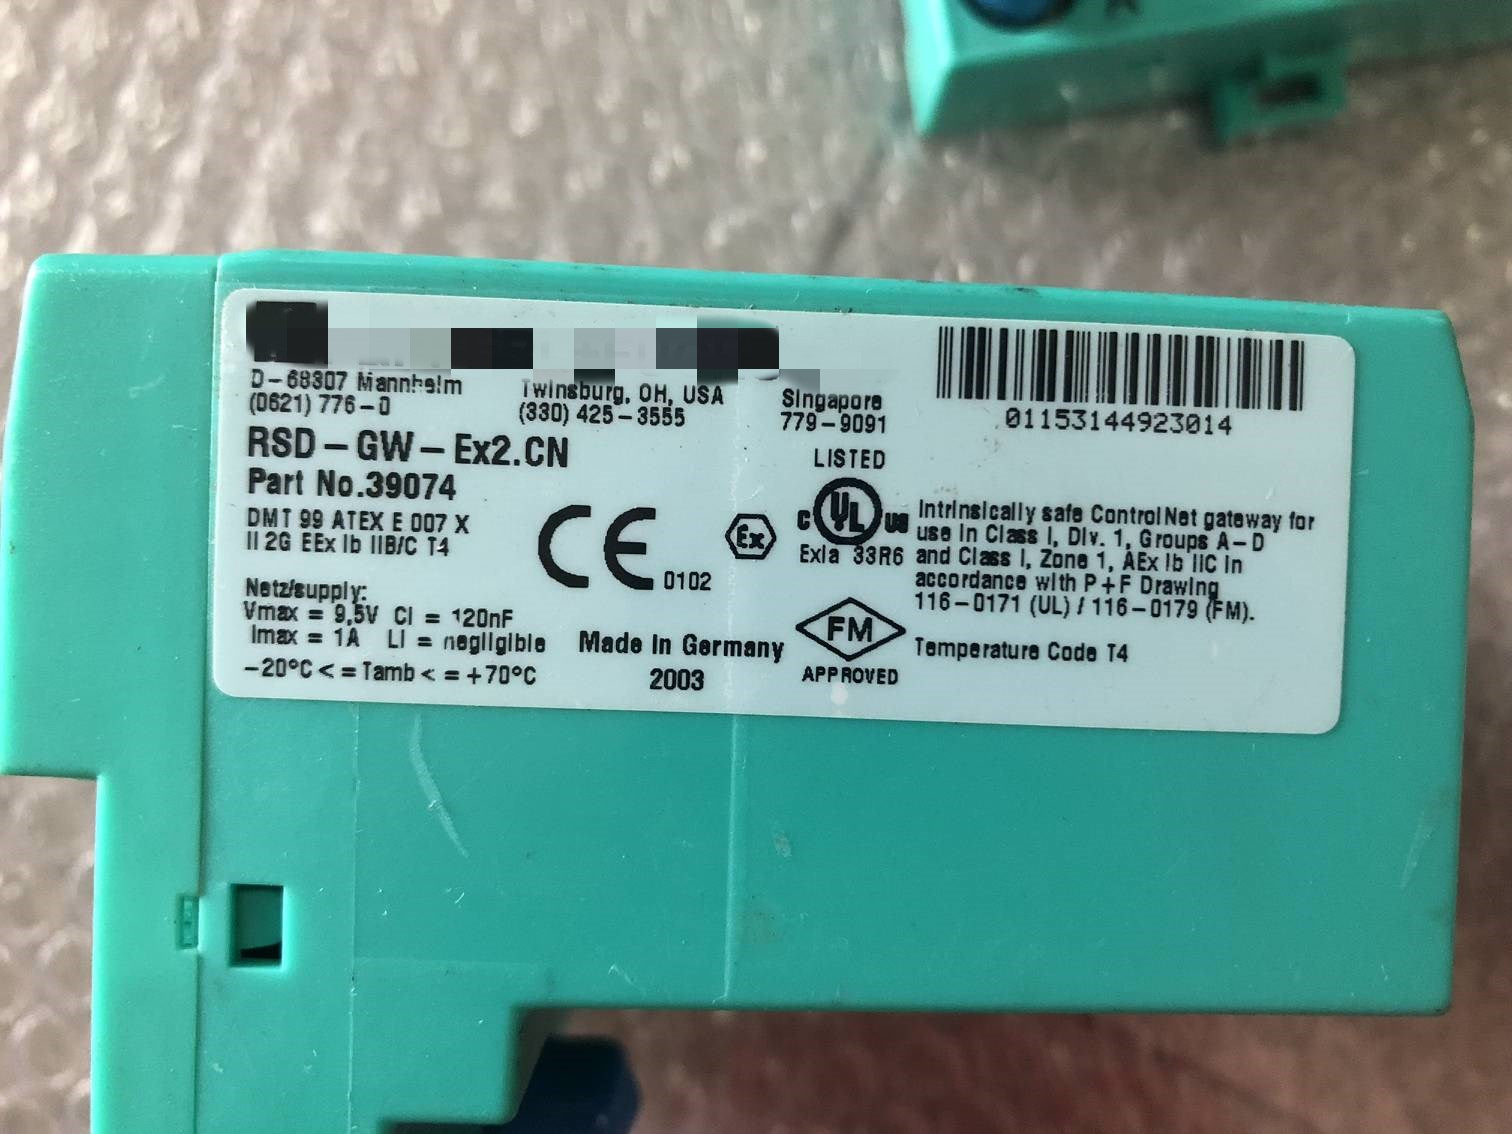 D-68307 Mannheim
(0621) 776-0
Twinsburg, OH, USA
(330) 425-3555
Singapore
779-9091
01153144923014
RSD-GW-Ex2.CN
Part No.39074
DMT 99 ATEX E 007 X
II 2G EEx ib IIB/C T4
CE 0102
Ex
LISTED
C UL US
Exia 33R6
Intrinsically safe ControlNet gateway for
use in Class I, Div. 1, Groups A-D
and Class I, Zone 1, AEx ib IIC in
accordance with P+F Drawing
116-0171 (UL) / 116-0179 (FM).
Netz/supply:
Vmax = 9,5V Ci = 120nF
Imax = 1A Li = negligible
-20°C <= Tamb <= +70°C
Made in Germany
2003
FM
APPROVED
Temperature Code T4